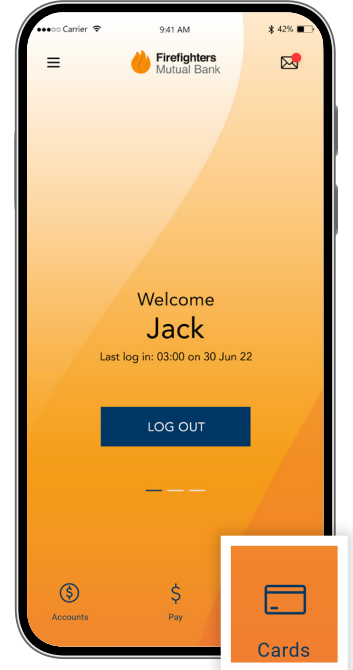 Carrier 9:41 AM 42%
Firefighters
Mutual Bank
Welcome
Jack
Last log in: 03:00 on 30 Jun 22
LOG OUT
Accounts Pay Cards